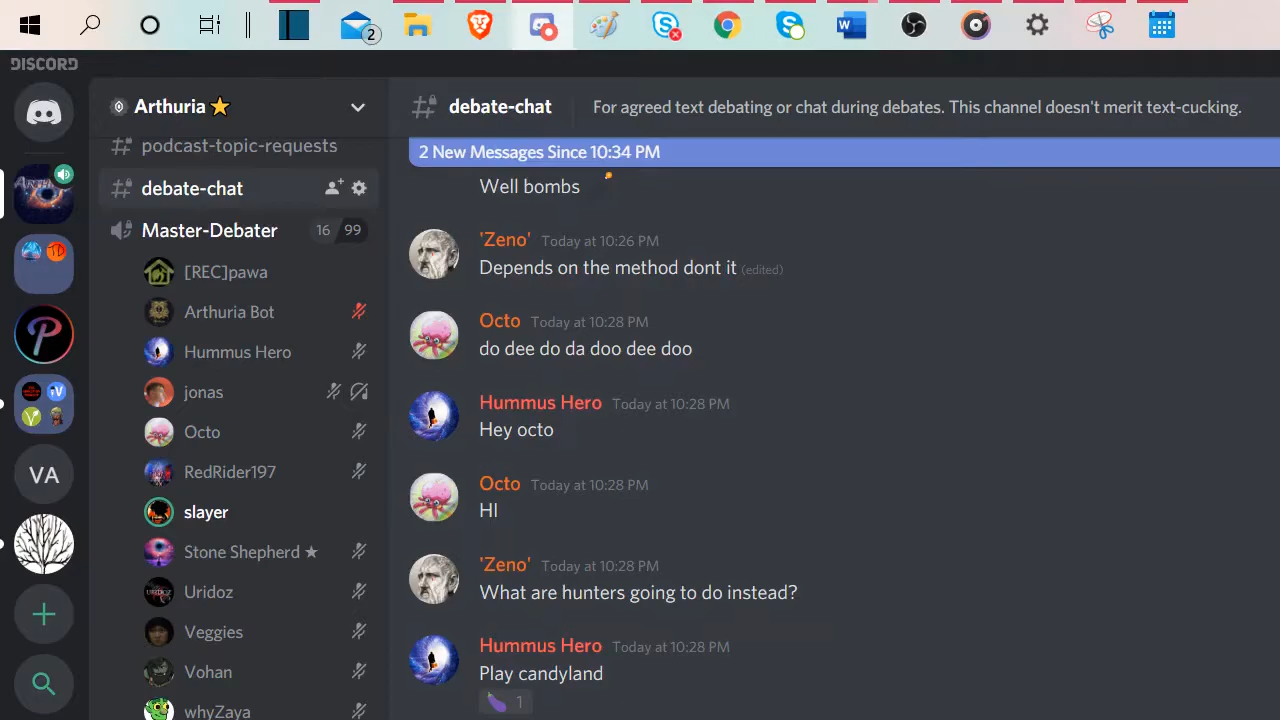 2
DISCORD
Arthuria
debate-chat
For agreed text debating or chat during debates. This channel doesn't merit text-cucking.
podcast-topic-requests
debate-chat
Master-Debater
16 / 99
[REC]pawa
Arthuria Bot
Hummus Hero
jonas
Octo
RedRider197
slayer
Stone Shepherd ★
Uridoz
Veggies
Vohan
whyZaya
VA
2 New Messages Since 10:34 PM
Well bombs
'Zeno' Today at 10:26 PM
Depends on the method dont it (edited)
Octo Today at 10:28 PM
do dee do da doo dee doo
Hummus Hero Today at 10:28 PM
Hey octo
Octo Today at 10:28 PM
HI
'Zeno' Today at 10:28 PM
What are hunters going to do instead?
Hummus Hero Today at 10:28 PM
Play candyland
1